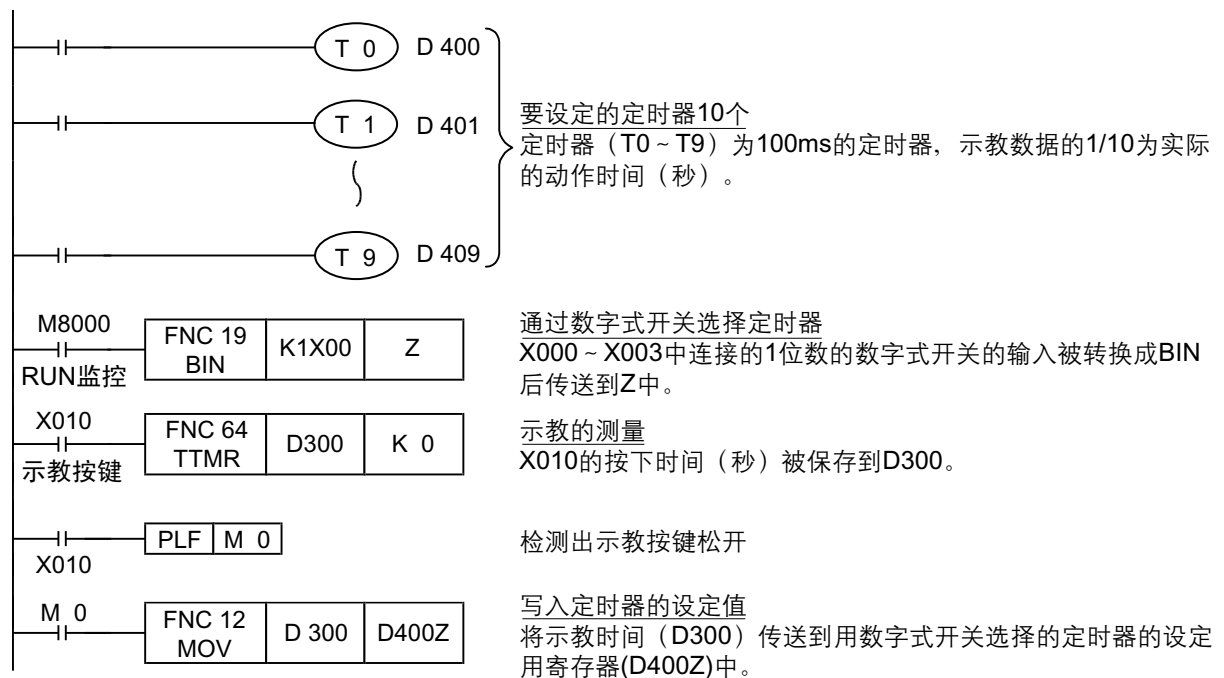 T 0 D 400
要设定的定时器10个
T 1 D 401
定时器（T0～T9）为100ms的定时器，示教数据的1/10为实际
的动作时间（秒）。
T 9 D 409
M8000
FNC 19
BIN
K1X00
Z
RUN监控
通过数字式开关选择定时器
X000～X003中连接的1位数的数字式开关的输入被转换成BIN
后传送到Z中。
X010
FNC 64
TTMR
D300
K 0
示教按键
示教的测量
X010的按下时间（秒）被保存到D300。
PLF M 0
X010
检测出示教按键松开
M 0
FNC 12
MOV
D 300
D400Z
写入定时器的设定值
将示教时间（D300）传送到用数字式开关选择的定时器的设定
用寄存器(D400Z)中。